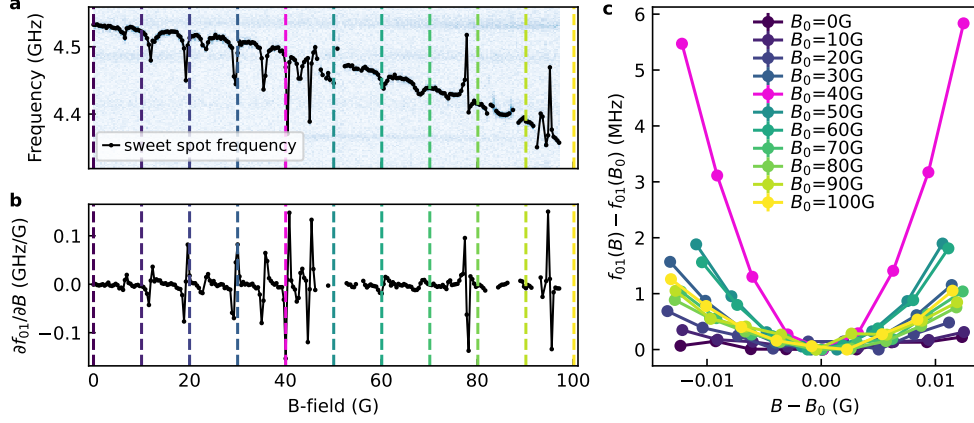 a
4.5
4.4
Frequency (GHz)
sweet spot frequency
b
0.1
0.0
−0.1
∂f₀₁/∂B (GHz/G)
0 20 40 60 80 100
B-field (G)
c
6
5
4
3
2
1
0
f₀₁(B) − f₀₁(B₀) (MHz)
B₀=0G
B₀=10G
B₀=20G
B₀=30G
B₀=40G
B₀=50G
B₀=60G
B₀=70G
B₀=80G
B₀=90G
B₀=100G
−0.01 0.00 0.01
B − B₀ (G)